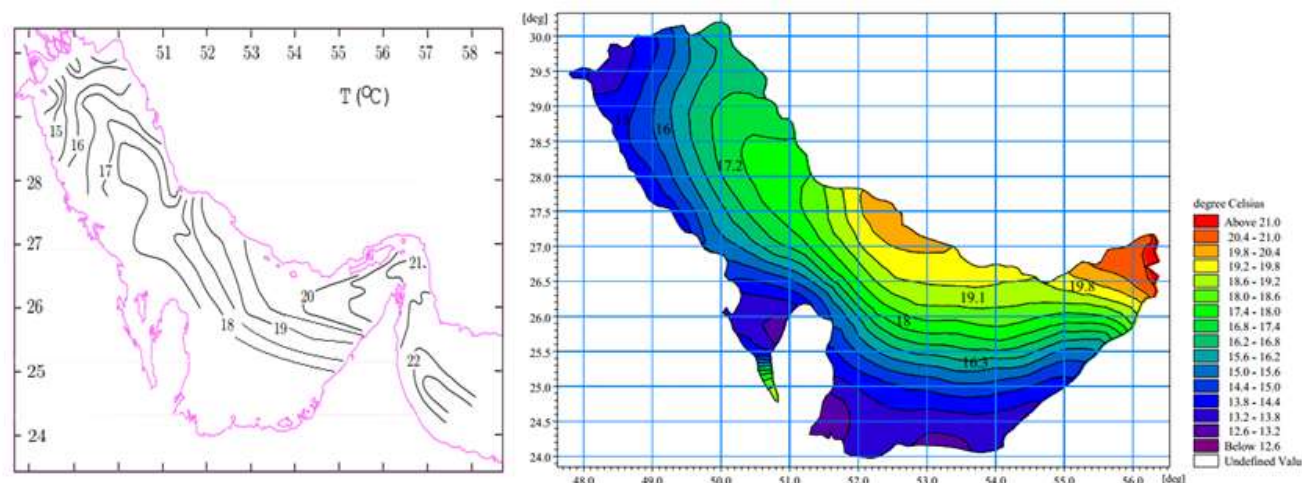 51 52 53 54 55 56 57 58
T(°C)
15
16
17
18
19
20
21
22
28
27
26
25
24
[deg]
30.0
29.5
29.0
28.5
28.0
27.5
27.0
26.5
26.0
25.5
25.0
24.5
24.0
16
17.2
18
19.1
19.8
16.3
48.0 49.0 50.0 51.0 52.0 53.0 54.0 55.0 56.0 [deg]
degree Celsius
Above 21.0
20.4 - 21.0
19.8 - 20.4
19.2 - 19.8
18.6 - 19.2
18.0 - 18.6
17.4 - 18.0
16.8 - 17.4
16.2 - 16.8
15.6 - 16.2
15.0 - 15.6
14.4 - 15.0
13.8 - 14.4
13.2 - 13.8
12.6 - 13.2
Below 12.6
Undefined Valu